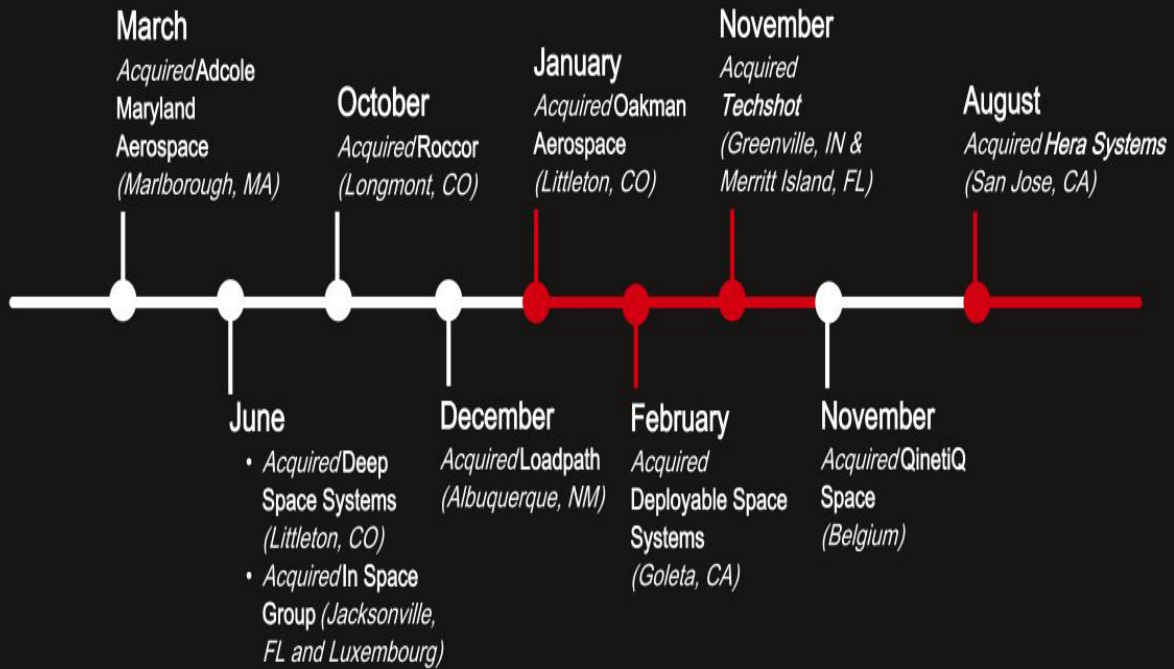 March
Acquired Adcole
Maryland
Aerospace
(Marlborough, MA)
June
• Acquired Deep
Space Systems
(Littleton, CO)
• Acquired In Space
Group (Jacksonville,
FL and Luxembourg)
October
Acquired Roccor
(Longmont, CO)
December
Acquired Loadpath
(Albuquerque, NM)
January
Acquired Oakman
Aerospace
(Littleton, CO)
February
Acquired
Deployable Space
Systems
(Goleta, CA)
November
Acquired
Techshot
(Greenville, IN &
Merritt Island, FL)
November
Acquired QinetiQ
Space
(Belgium)
August
Acquired Hera Systems
(San Jose, CA)